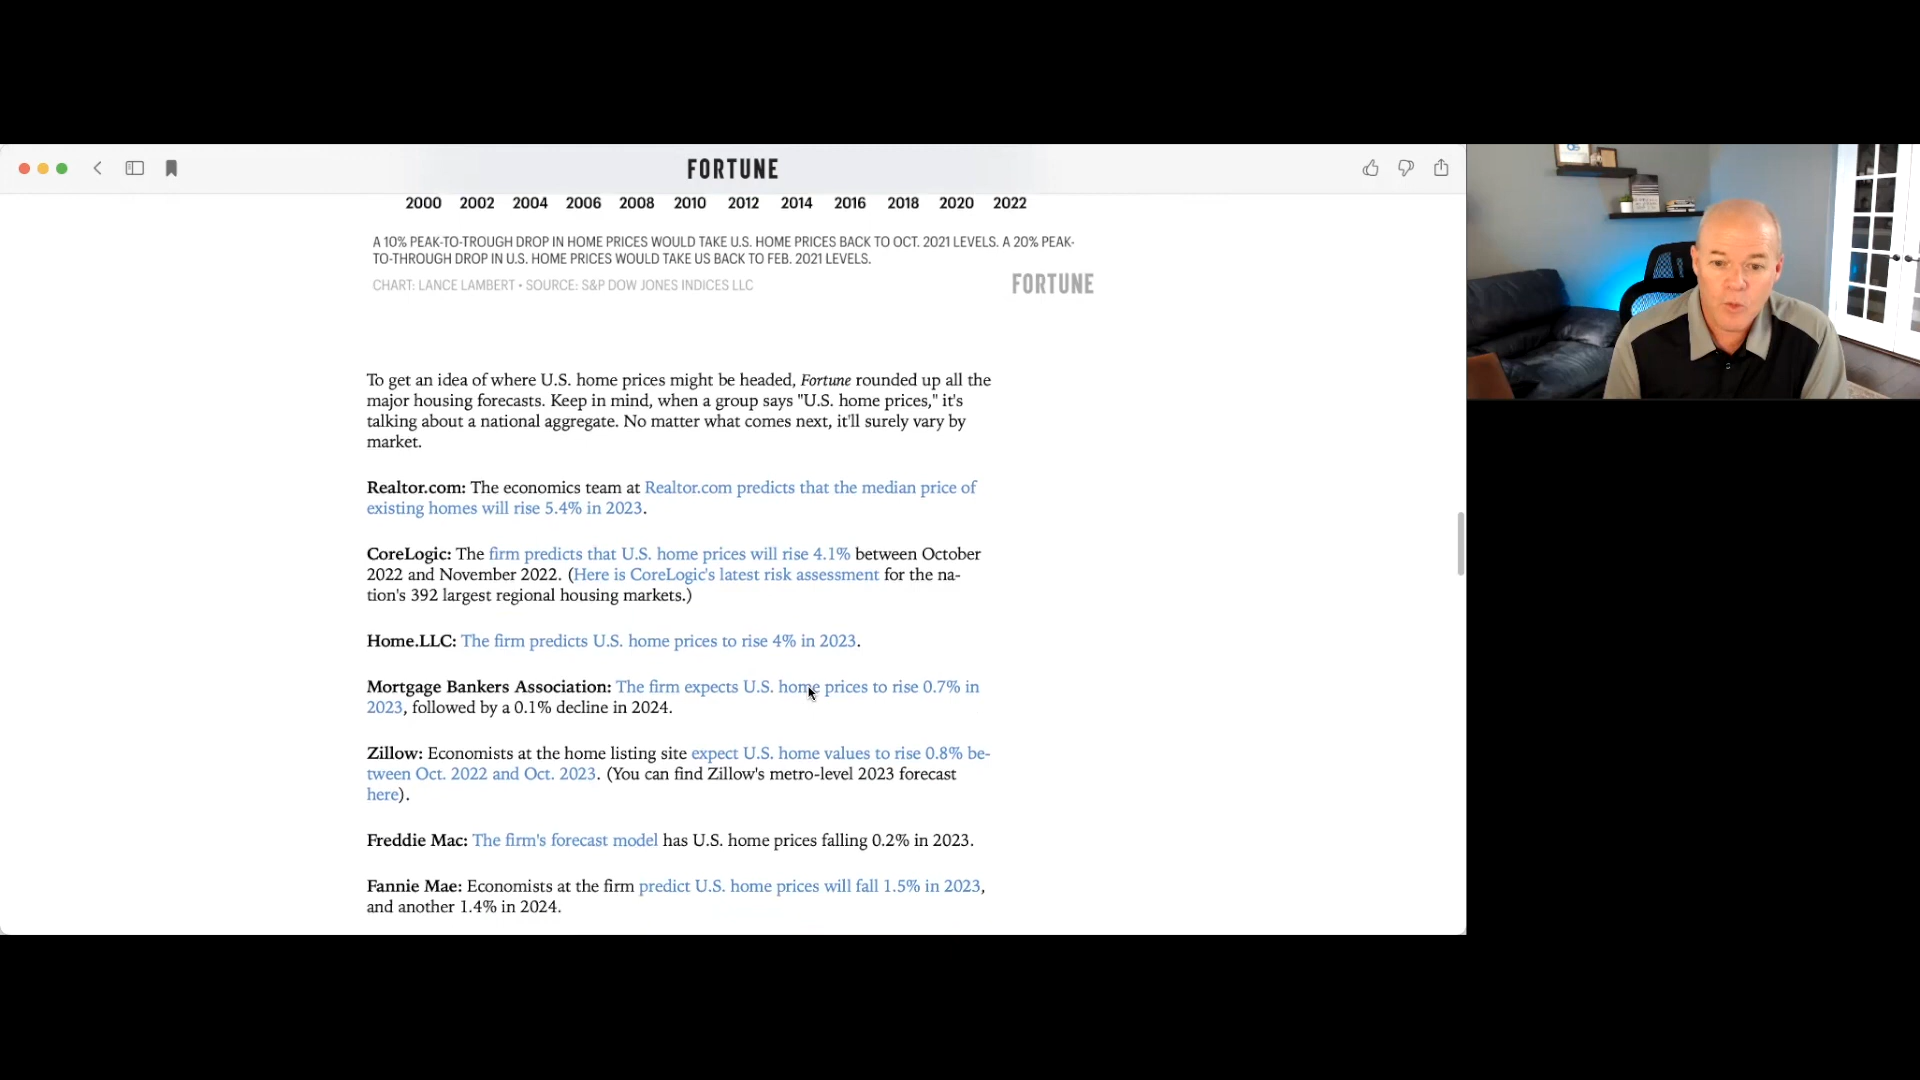 FORTUNE
2000 2002 2004 2006 2008 2010 2012 2014 2016 2018 2020 2022
A 10% PEAK-TO-TROUGH DROP IN HOME PRICES WOULD TAKE U.S. HOME PRICES BACK TO OCT. 2021 LEVELS. A 20% PEAK-
TO-THROUGH DROP IN U.S. HOME PRICES WOULD TAKE US BACK TO FEB. 2021 LEVELS.
CHART: LANCE LAMBERT • SOURCE: S&P DOW JONES INDICES LLC
FORTUNE
To get an idea of where U.S. home prices might be headed, Fortune rounded up all the
major housing forecasts. Keep in mind, when a group says "U.S. home prices," it's
talking about a national aggregate. No matter what comes next, it'll surely vary by
market.
Realtor.com: The economics team at Realtor.com predicts that the median price of
existing homes will rise 5.4% in 2023.
CoreLogic: The firm predicts that U.S. home prices will rise 4.1% between October
2022 and November 2022. (Here is CoreLogic's latest risk assessment for the na-
tion's 392 largest regional housing markets.)
Home.LLC: The firm predicts U.S. home prices to rise 4% in 2023.
Mortgage Bankers Association: The firm expects U.S. home prices to rise 0.7% in
2023, followed by a 0.1% decline in 2024.
Zillow: Economists at the home listing site expect U.S. home values to rise 0.8% be-
tween Oct. 2022 and Oct. 2023. (You can find Zillow's metro-level 2023 forecast
here).
Freddie Mac: The firm's forecast model has U.S. home prices falling 0.2% in 2023.
Fannie Mae: Economists at the firm predict U.S. home prices will fall 1.5% in 2023,
and another 1.4% in 2024.